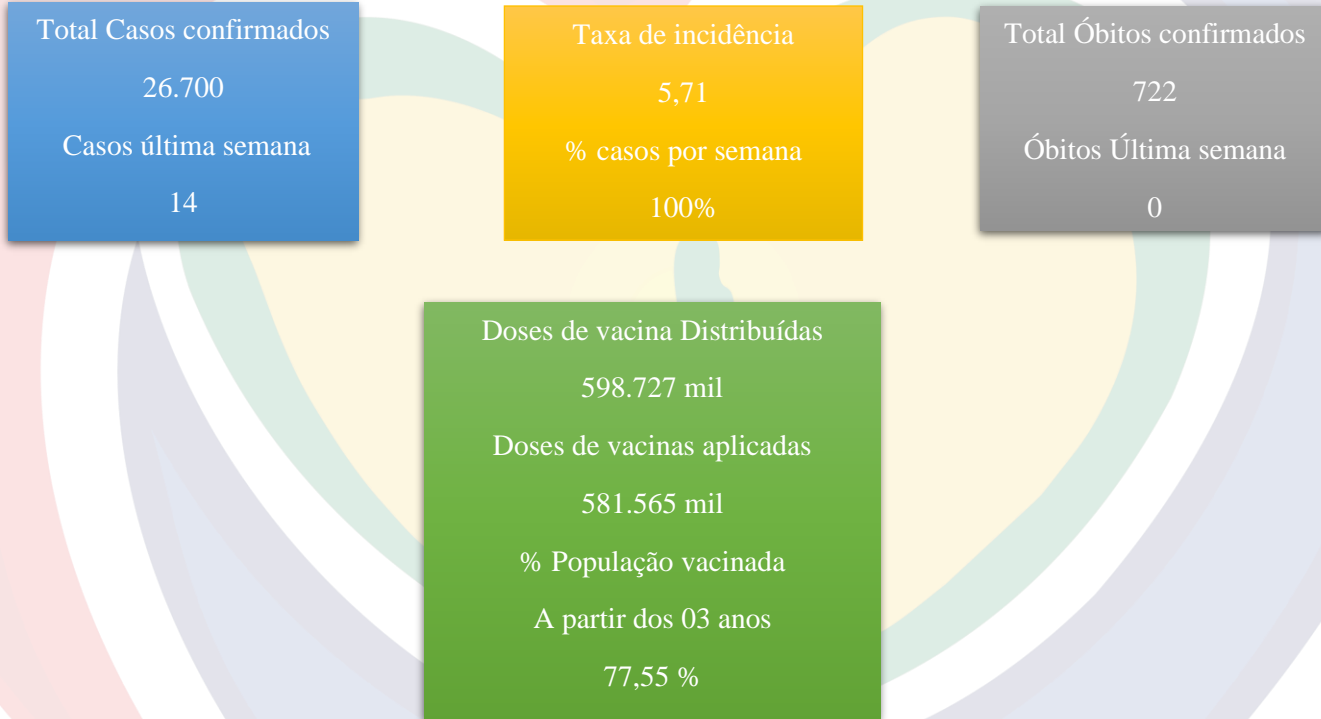 Total Casos confirmados
26.700
Casos última semana
14
Taxa de incidência
5,71
% casos por semana
100%
Total Óbitos confirmados
722
Óbitos Última semana
0
Doses de vacina Distribuídas
598.727 mil
Doses de vacinas aplicadas
581.565 mil
% População vacinada
A partir dos 03 anos
77,55 %